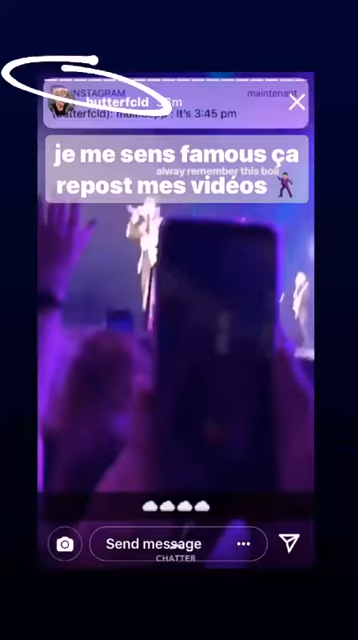 INSTAGRAM
maintenant
butterfcld
(butterfcld): It's 3:45 pm
je me sens famous ça
alway remember this boii
repost mes vidéos
Send message
CHATTER